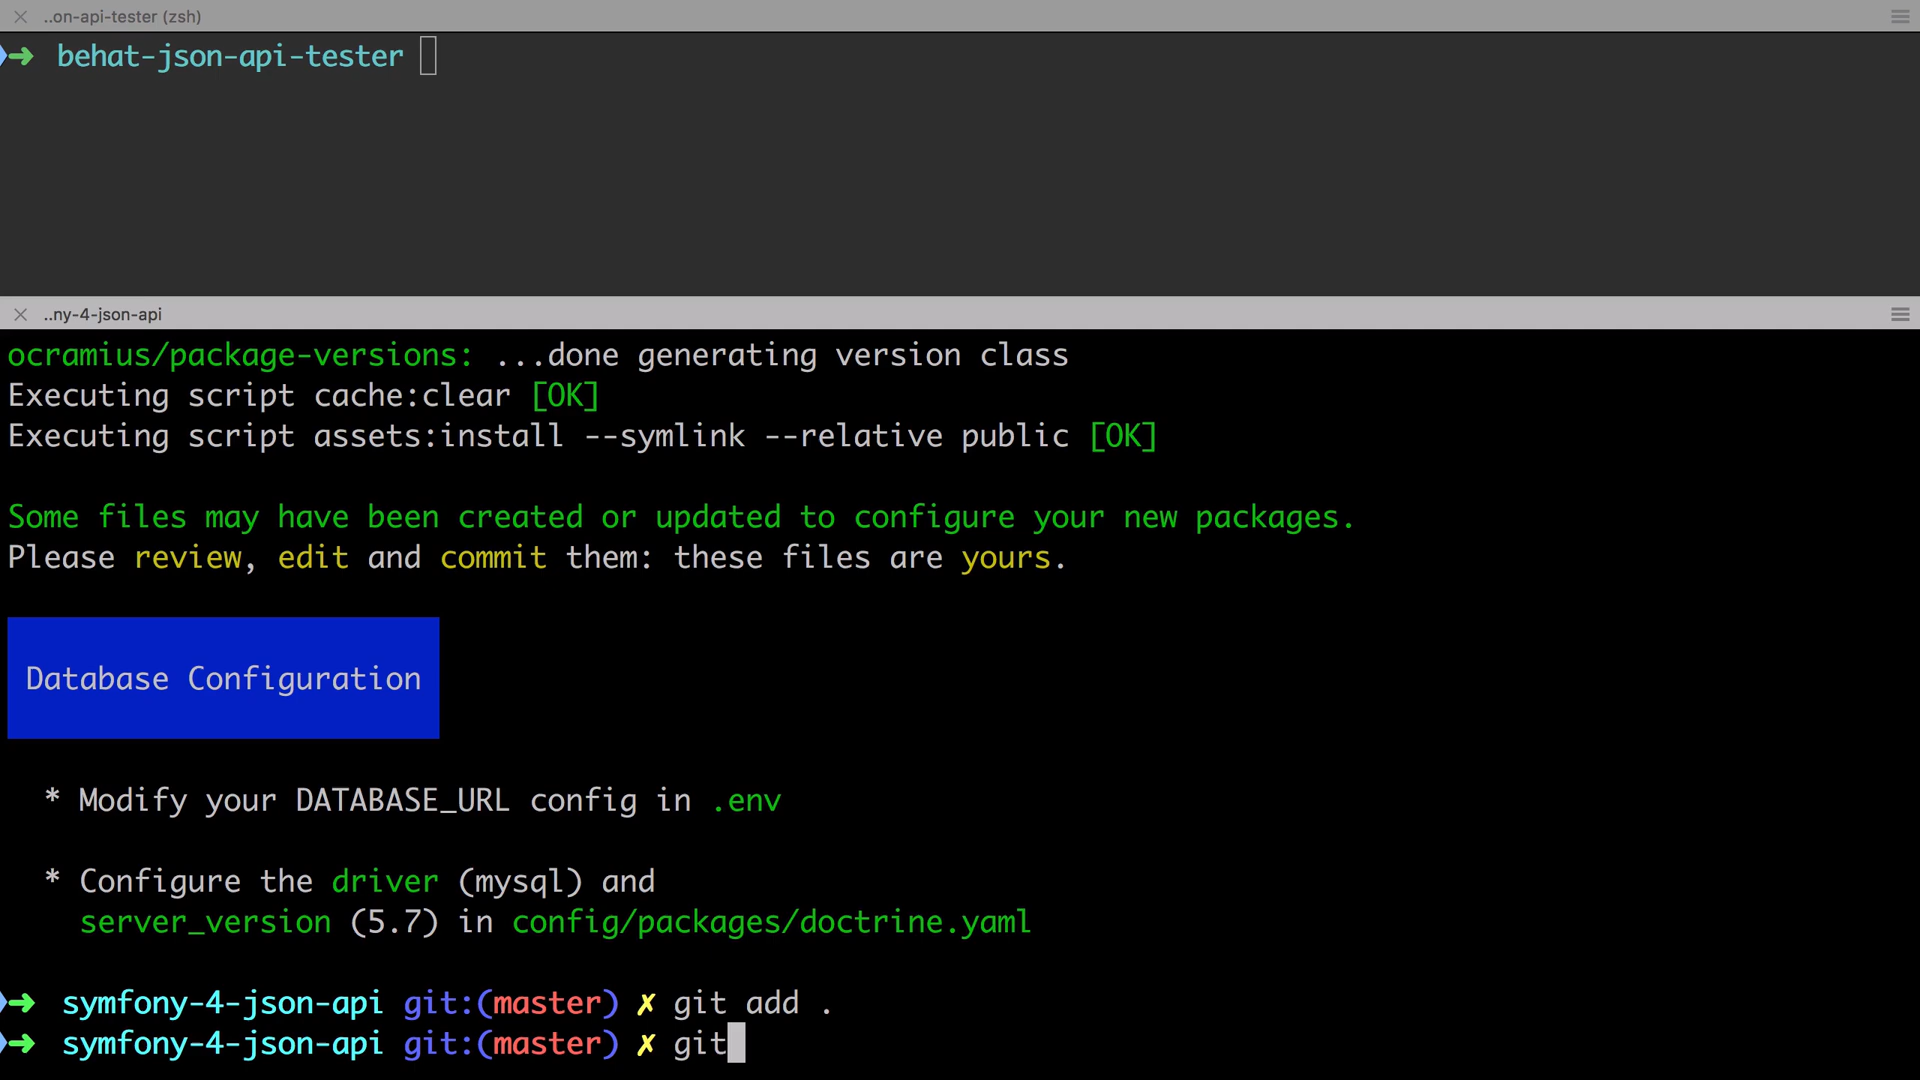 ..on-api-tester (zsh)
➜ behat-json-api-tester
..ny-4-json-api
ocramius/package-versions: ...done generating version class
Executing script cache:clear [OK]
Executing script assets:install --symlink --relative public [OK]
Some files may have been created or updated to configure your new packages.
Please review, edit and commit them: these files are yours.
Database Configuration
* Modify your DATABASE_URL config in .env
* Configure the driver (mysql) and
server_version (5.7) in config/packages/doctrine.yaml
➜ symfony-4-json-api git:(master) ✗ git add .
➜ symfony-4-json-api git:(master) ✗ git